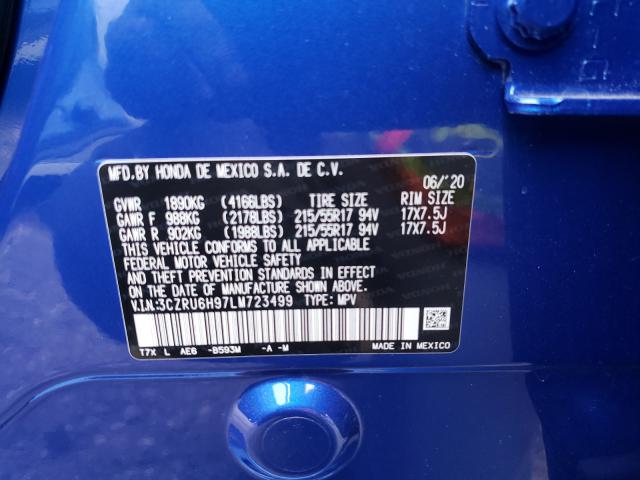 MFD.BY HONDA DE MEXICO S.A. DE C.V.
06/'20
GVWR 1890KG (4166LBS) TIRE SIZE RIM SIZE
GAWR F 988KG (2178LBS) 215/55R17 94V 17X7.5J
GAWR R 902KG (1988LBS) 215/55R17 94V 17X7.5J
THIS VEHICLE CONFORMS TO ALL APPLICABLE
FEDERAL MOTOR VEHICLE SAFETY
AND THEFT PREVENTION STANDARDS IN EFFECT
ON THE DATE OF MANUFACTURE SHOWN ABOVE.
V.I.N:3CZRU6H97LM723499 TYPE: MPV
T7X L AE6 -B593M -A -M MADE IN MEXICO